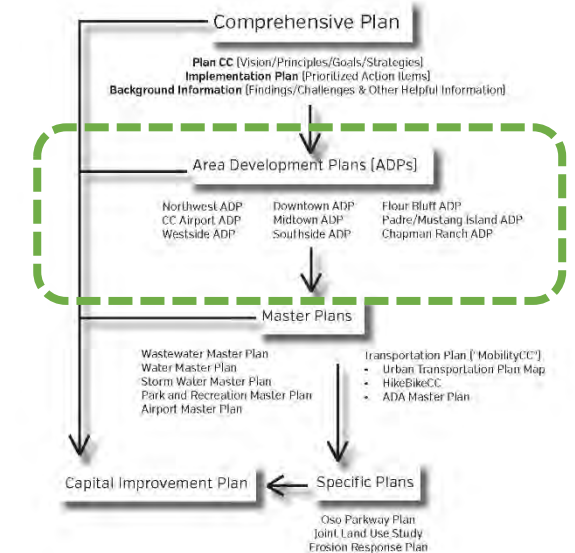 Comprehensive Plan
Plan CC (Vision/Principles/Goals/Strategies)
Implementation Plan (Prioritized Action Items)
Background Information (Findings/Challenges & Other Helpful Information)
Area Development Plans (ADPs)
Northwest ADP
CC Airport ADP
Westside ADP
Downtown ADP
Midtown ADP
Southside ADP
Flour Bluff ADP
Padre/Mustang Island ADP
Chapman Ranch ADP
Master Plans
Wastewater Master Plan
Water Master Plan
Storm Water Master Plan
Park and Recreation Master Plan
Airport Master Plan
Transportation Plan ("MobilityCC")
- Urban Transportation Plan Map
- HikeBikeCC
- ADA Master Plan
Capital Improvement Plan
Specific Plans
Oso Parkway Plan
Joint Land Use Study
Erosion Response Plan